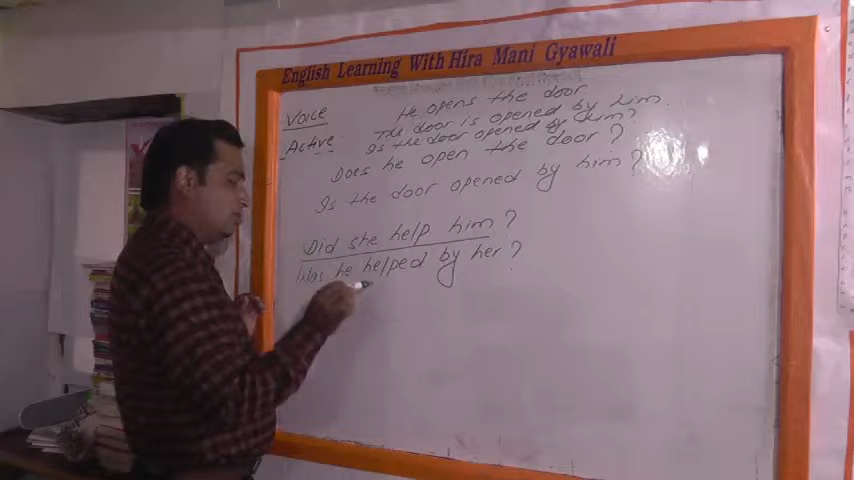 English Learning With Hira Mani Gyawali
Voice
He opens the door
Active
The door is opened by him.
Is the door opened by him?
Does he open the door?
Is the door opened by him?
Did she help him?
Was he helped by her?